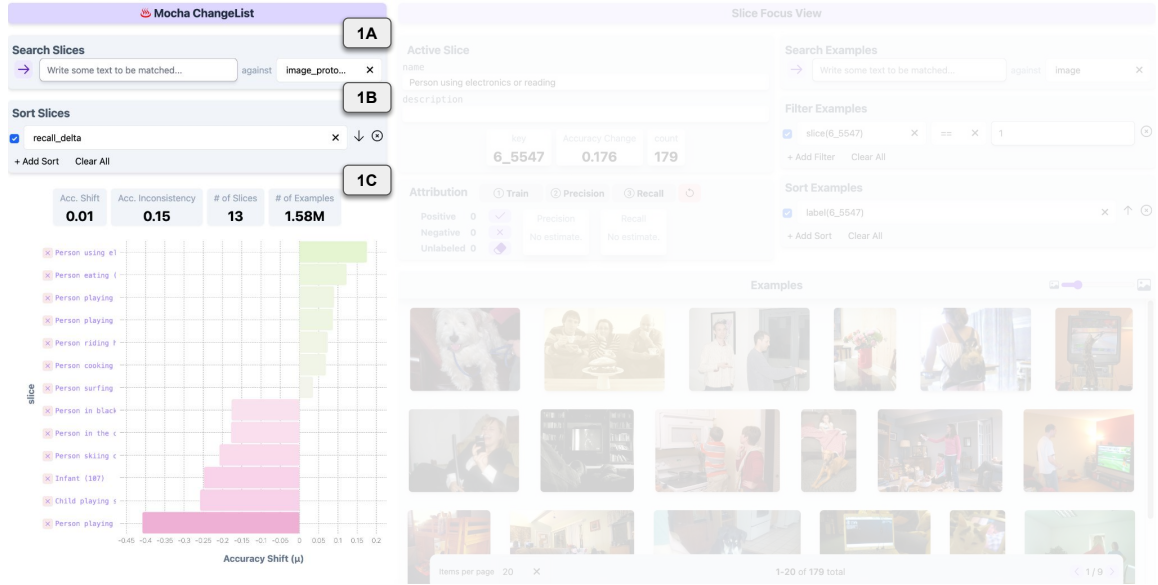 Mocha ChangeList
1A
Search Slices
Write some text to be matched...
against
image_proto...
1B
Sort Slices
recall_delta
+ Add Sort
Clear All
1C
Acc. Shift
0.01
Acc. Inconsistency
0.15
# of Slices
13
# of Examples
1.58M
slice
Person using el
Person eating (
Person playing
Person playing
Person riding h
Person cooking
Person surfing
Person in black
Person in the c
Person skiing c
Infant (107)
Child playing s
Person playing
-0.45 -0.4 -0.35 -0.3 -0.25 -0.2 -0.15 -0.1 -0.05 0 0.05 0.1 0.15 0.2
Accuracy Shift (μ)
Slice Focus View
Active Slice
name
Person using electronics or reading
description
key
6_5547
Accuracy Change
0.176
count
179
Attribution
① Train
② Precision
③ Recall
Positive 0
Negative 0
Unlabeled 0
Precision
No estimate.
Recall
No estimate.
Search Examples
Write some text to be matched...
against
image
Filter Examples
slice(6_5547)
==
1
+ Add Filter
Clear All
Sort Examples
label(6_5547)
+ Add Sort
Clear All
Examples
Items per page 20
1-20 of 179 total
1 / 9